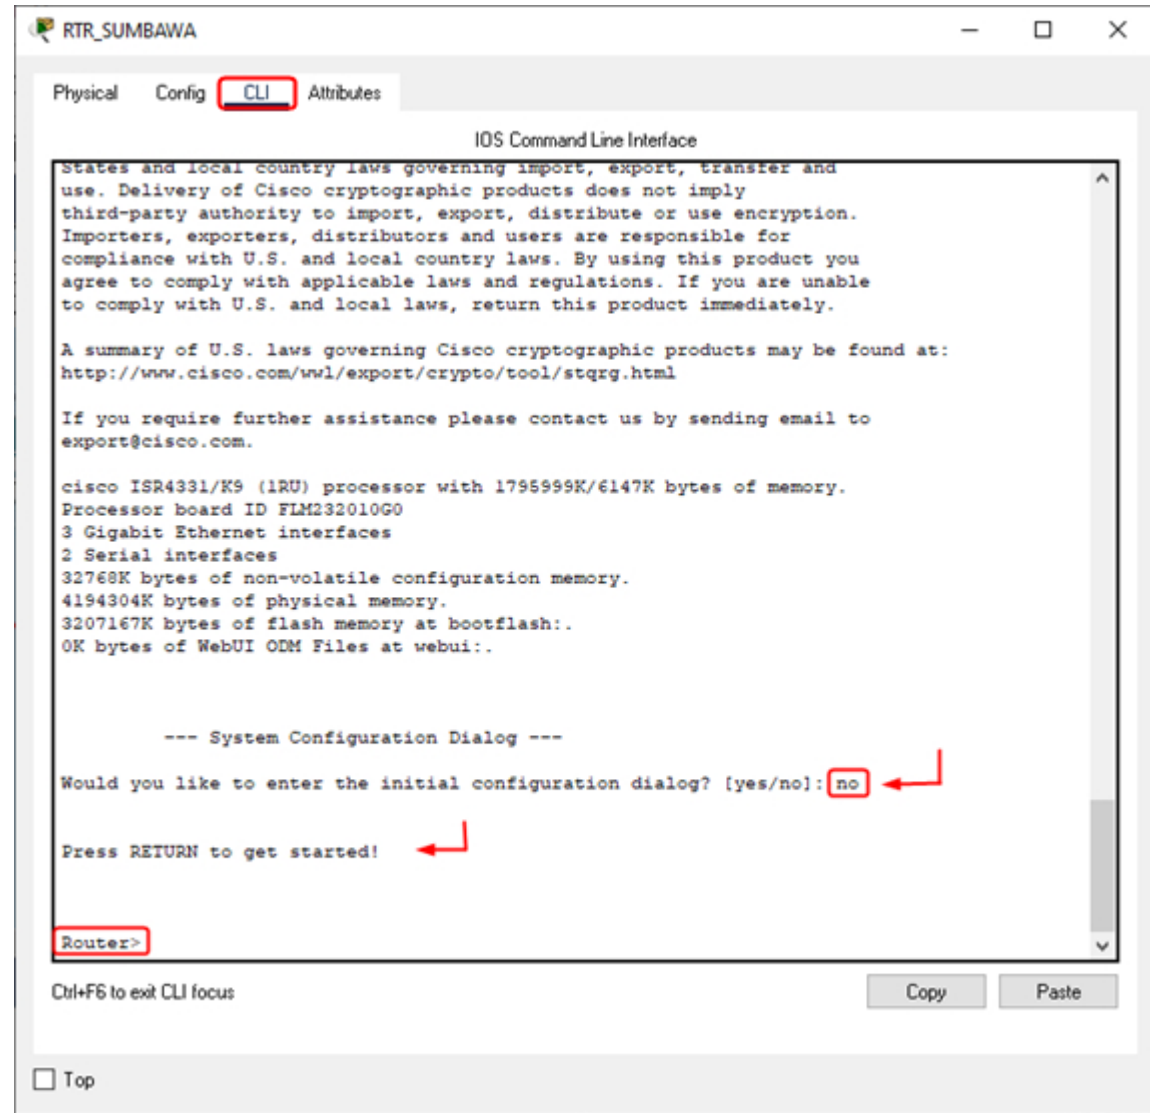 RTR_SUMBAWA
Physical Config CLI Attributes
IOS Command Line Interface
States and local country laws governing import, export, transfer and
use. Delivery of Cisco cryptographic products does not imply
third-party authority to import, export, distribute or use encryption.
Importers, exporters, distributors and users are responsible for
compliance with U.S. and local country laws. By using this product you
agree to comply with applicable laws and regulations. If you are unable
to comply with U.S. and local laws, return this product immediately.
A summary of U.S. laws governing Cisco cryptographic products may be found at:
http://www.cisco.com/wwl/export/crypto/tool/stqrg.html
If you require further assistance please contact us by sending email to
export@cisco.com.
cisco ISR4331/K9 (1RU) processor with 1795999K/6147K bytes of memory.
Processor board ID FLM232010G0
3 Gigabit Ethernet interfaces
2 Serial interfaces
32768K bytes of non-volatile configuration memory.
4194304K bytes of physical memory.
3207167K bytes of flash memory at bootflash:.
0K bytes of WebUI ODM Files at webui:.
--- System Configuration Dialog ---
Would you like to enter the initial configuration dialog? [yes/no]: no
Press RETURN to get started!
Router>
Ctrl+F6 to exit CLI focus
Copy Paste
Top